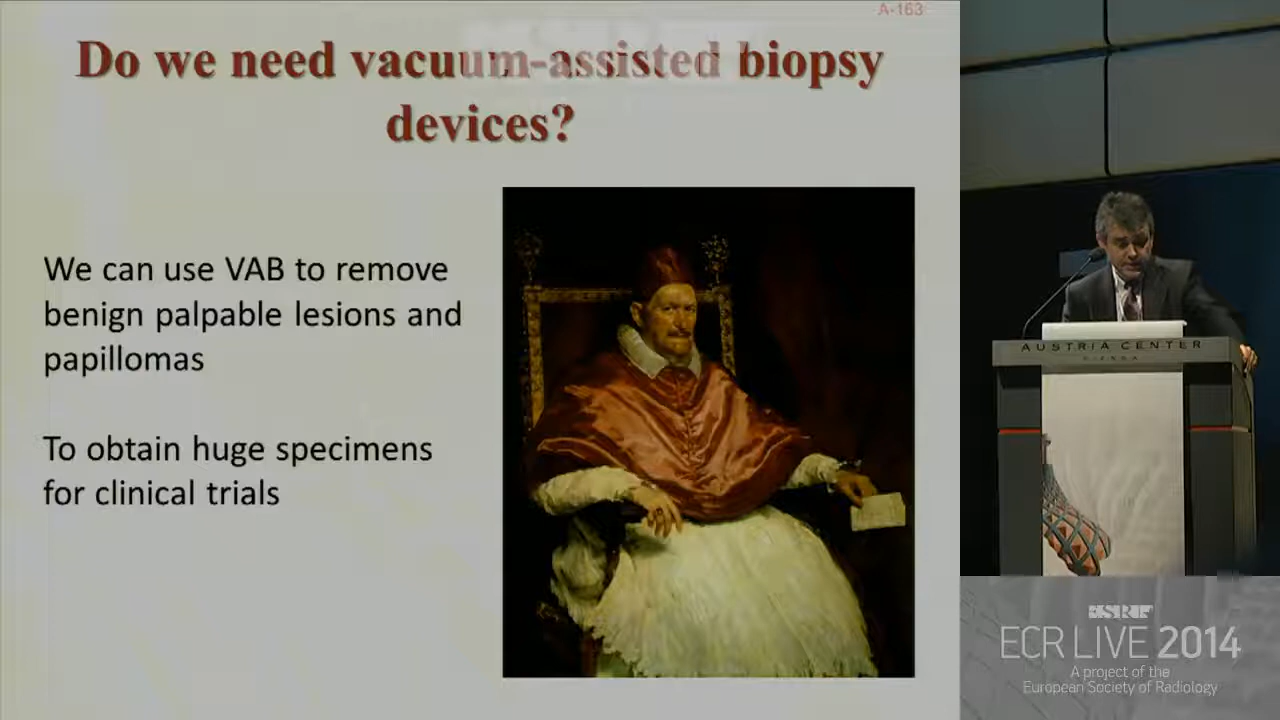 A-163
Do we need vacuum-assisted biopsy
devices?
We can use VAB to remove
benign palpable lesions and
papillomas
To obtain huge specimens
for clinical trials
AUSTRIA CENTER
VIENNA
ECR LIVE 2014
A project of the
European Society of Radiology